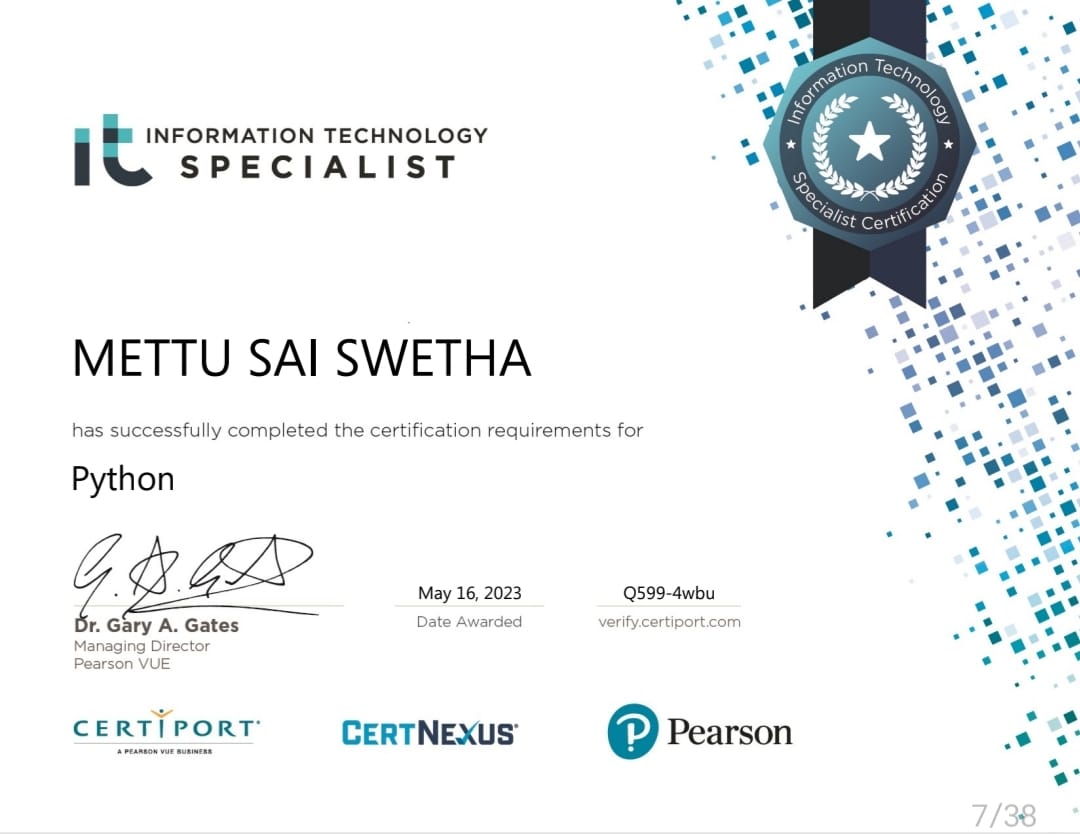 it INFORMATION TECHNOLOGY
SPECIALIST
Information Technology
Specialist Certification
METTU SAI SWETHA
has successfully completed the certification requirements for
Python
G. A. Gates
May 16, 2023
Q599-4wbu
Dr. Gary A. Gates
Date Awarded
verify.certiport.com
Managing Director
Pearson VUE
CERTIPORT®
A PEARSON VUE BUSINESS
CERTNEXUS®
P Pearson
7/38